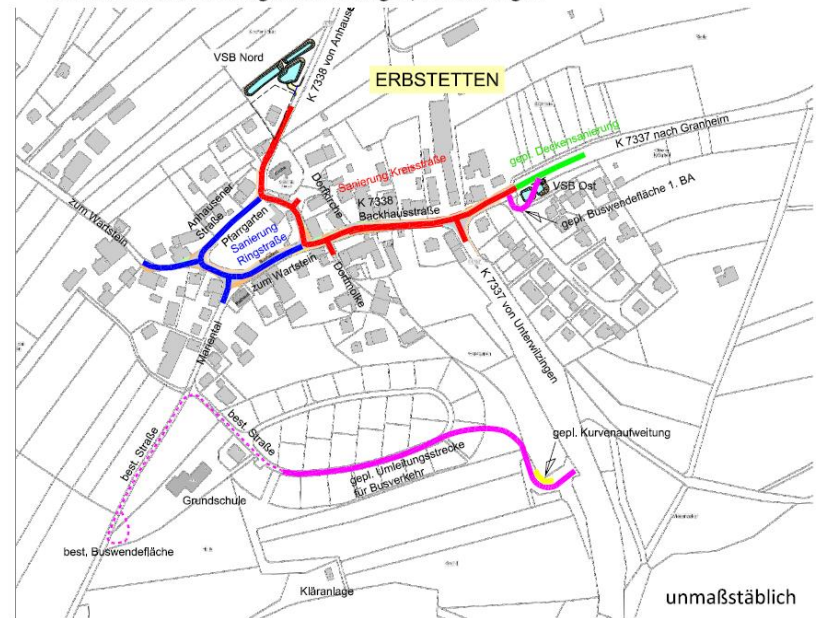 VSB Nord
K 7338 von Anhause
ERBSTETTEN
gepl. Deckensanierung
K 7337 nach Granheim
VSB Ost
gepl. Buswendefläche 1. BA
Sanierung Kreisstraße
K 7338
Backhausstraße
Dorfkirche
zum Wartstein
Anhausener
Straße
Pfarrgarten
Sanierung
Ringstraße
zum Wartstein
Dorfmolke
K 7337 von Unterwilzingen
Mariental
best. Straße
best. Straße
gepl. Umleitungsstrecke
für Busverkehr
gepl. Kurvenaufweitung
Grundschule
best. Buswendefläche
Kläranlage
unmaßstäblich